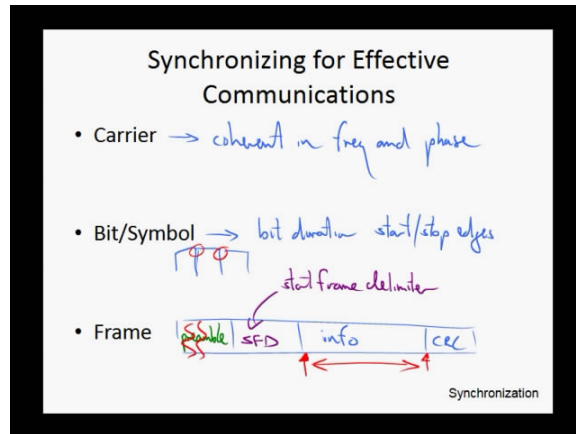 Synchronizing for Effective
Communications
• Carrier → coherent in freq and phase
• Bit/Symbol → bit duration start/stop edges
start frame delimiter
• Frame preamble SFD info CRC
Synchronization